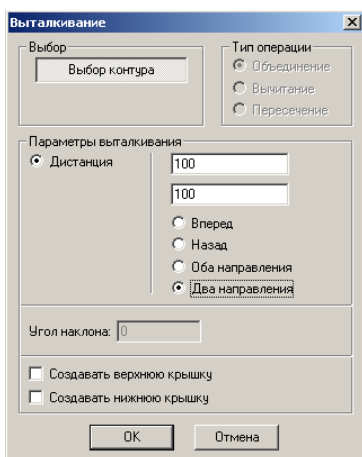 Выталкивание
Выбор
Выбор контура
Тип операции
Объединение
Вычитание
Пересечение
Параметры выталкивания
Дистанция
100
100
Вперед
Назад
Оба направления
Два направления
Угол наклона: 0
Создавать верхнюю крышку
Создавать нижнюю крышку
OK Отмена